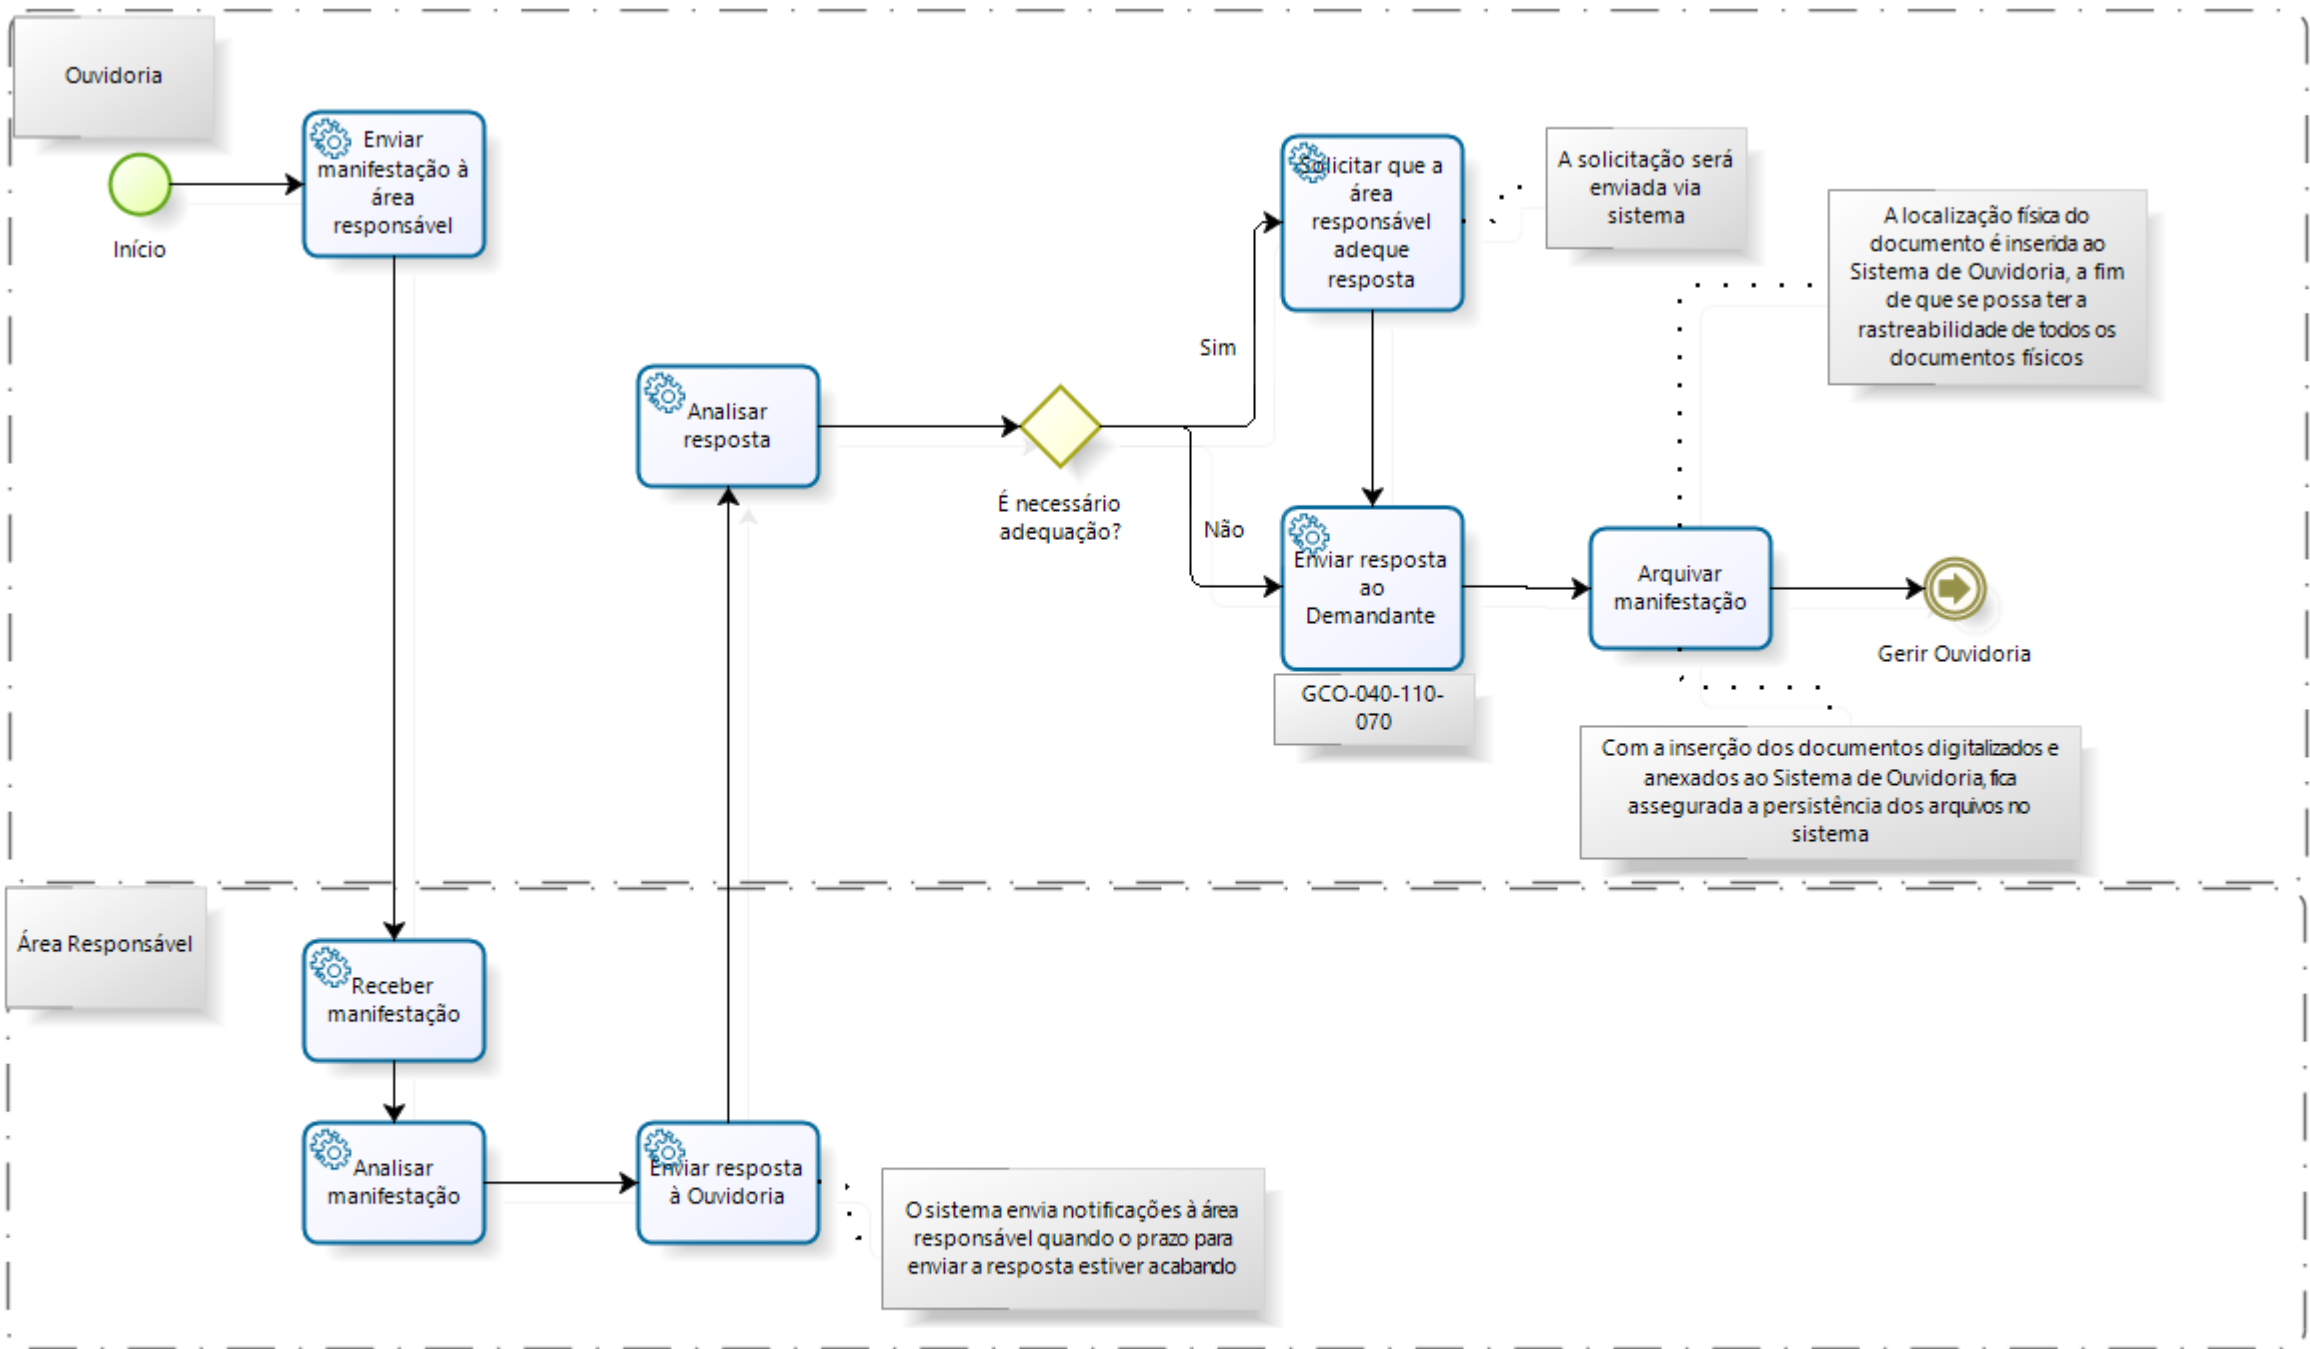 Ouvidoria
Início
Enviar
manifestação à
área
responsável
Analisar
resposta
É necessário
adequação?
Sim
Não
Solicitar que a
área
responsável
adeque
resposta
A solicitação será
enviada via
sistema
A localização física do
documento é inserida ao
Sistema de Ouvidoria, a fim
de que se possa ter a
rastreabilidade de todos os
documentos físicos
Enviar resposta
ao
Demandante
GCO-040-110-
070
Arquivar
manifestação
Gerir Ouvidoria
Com a inserção dos documentos digitalizados e
anexados ao Sistema de Ouvidoria, fica
assegurada a persistência dos arquivos no
sistema
Área Responsável
Receber
manifestação
Analisar
manifestação
Enviar resposta
à Ouvidoria
O sistema envia notificações à área
responsável quando o prazo para
enviar a resposta estiver acabando